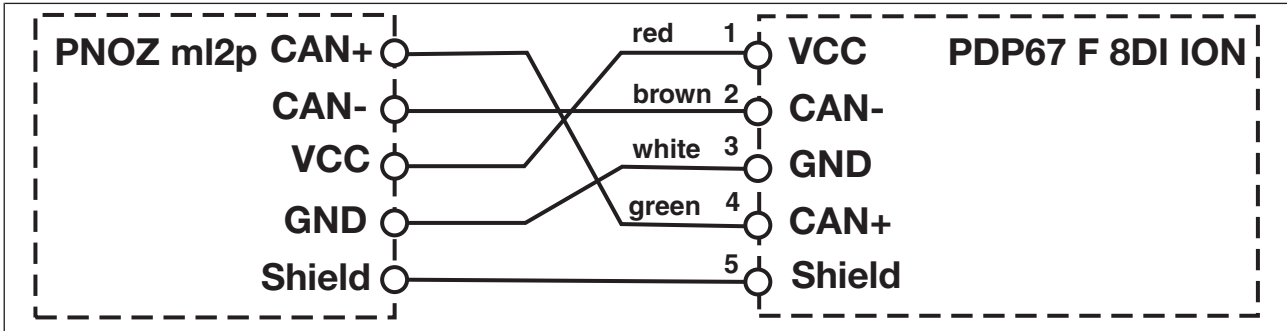 PNOZ ml2p CAN+ red 1 VCC PDP67 F 8DI ION
CAN- brown 2 CAN-
VCC white 3 GND
GND green 4 CAN+
Shield 5 Shield